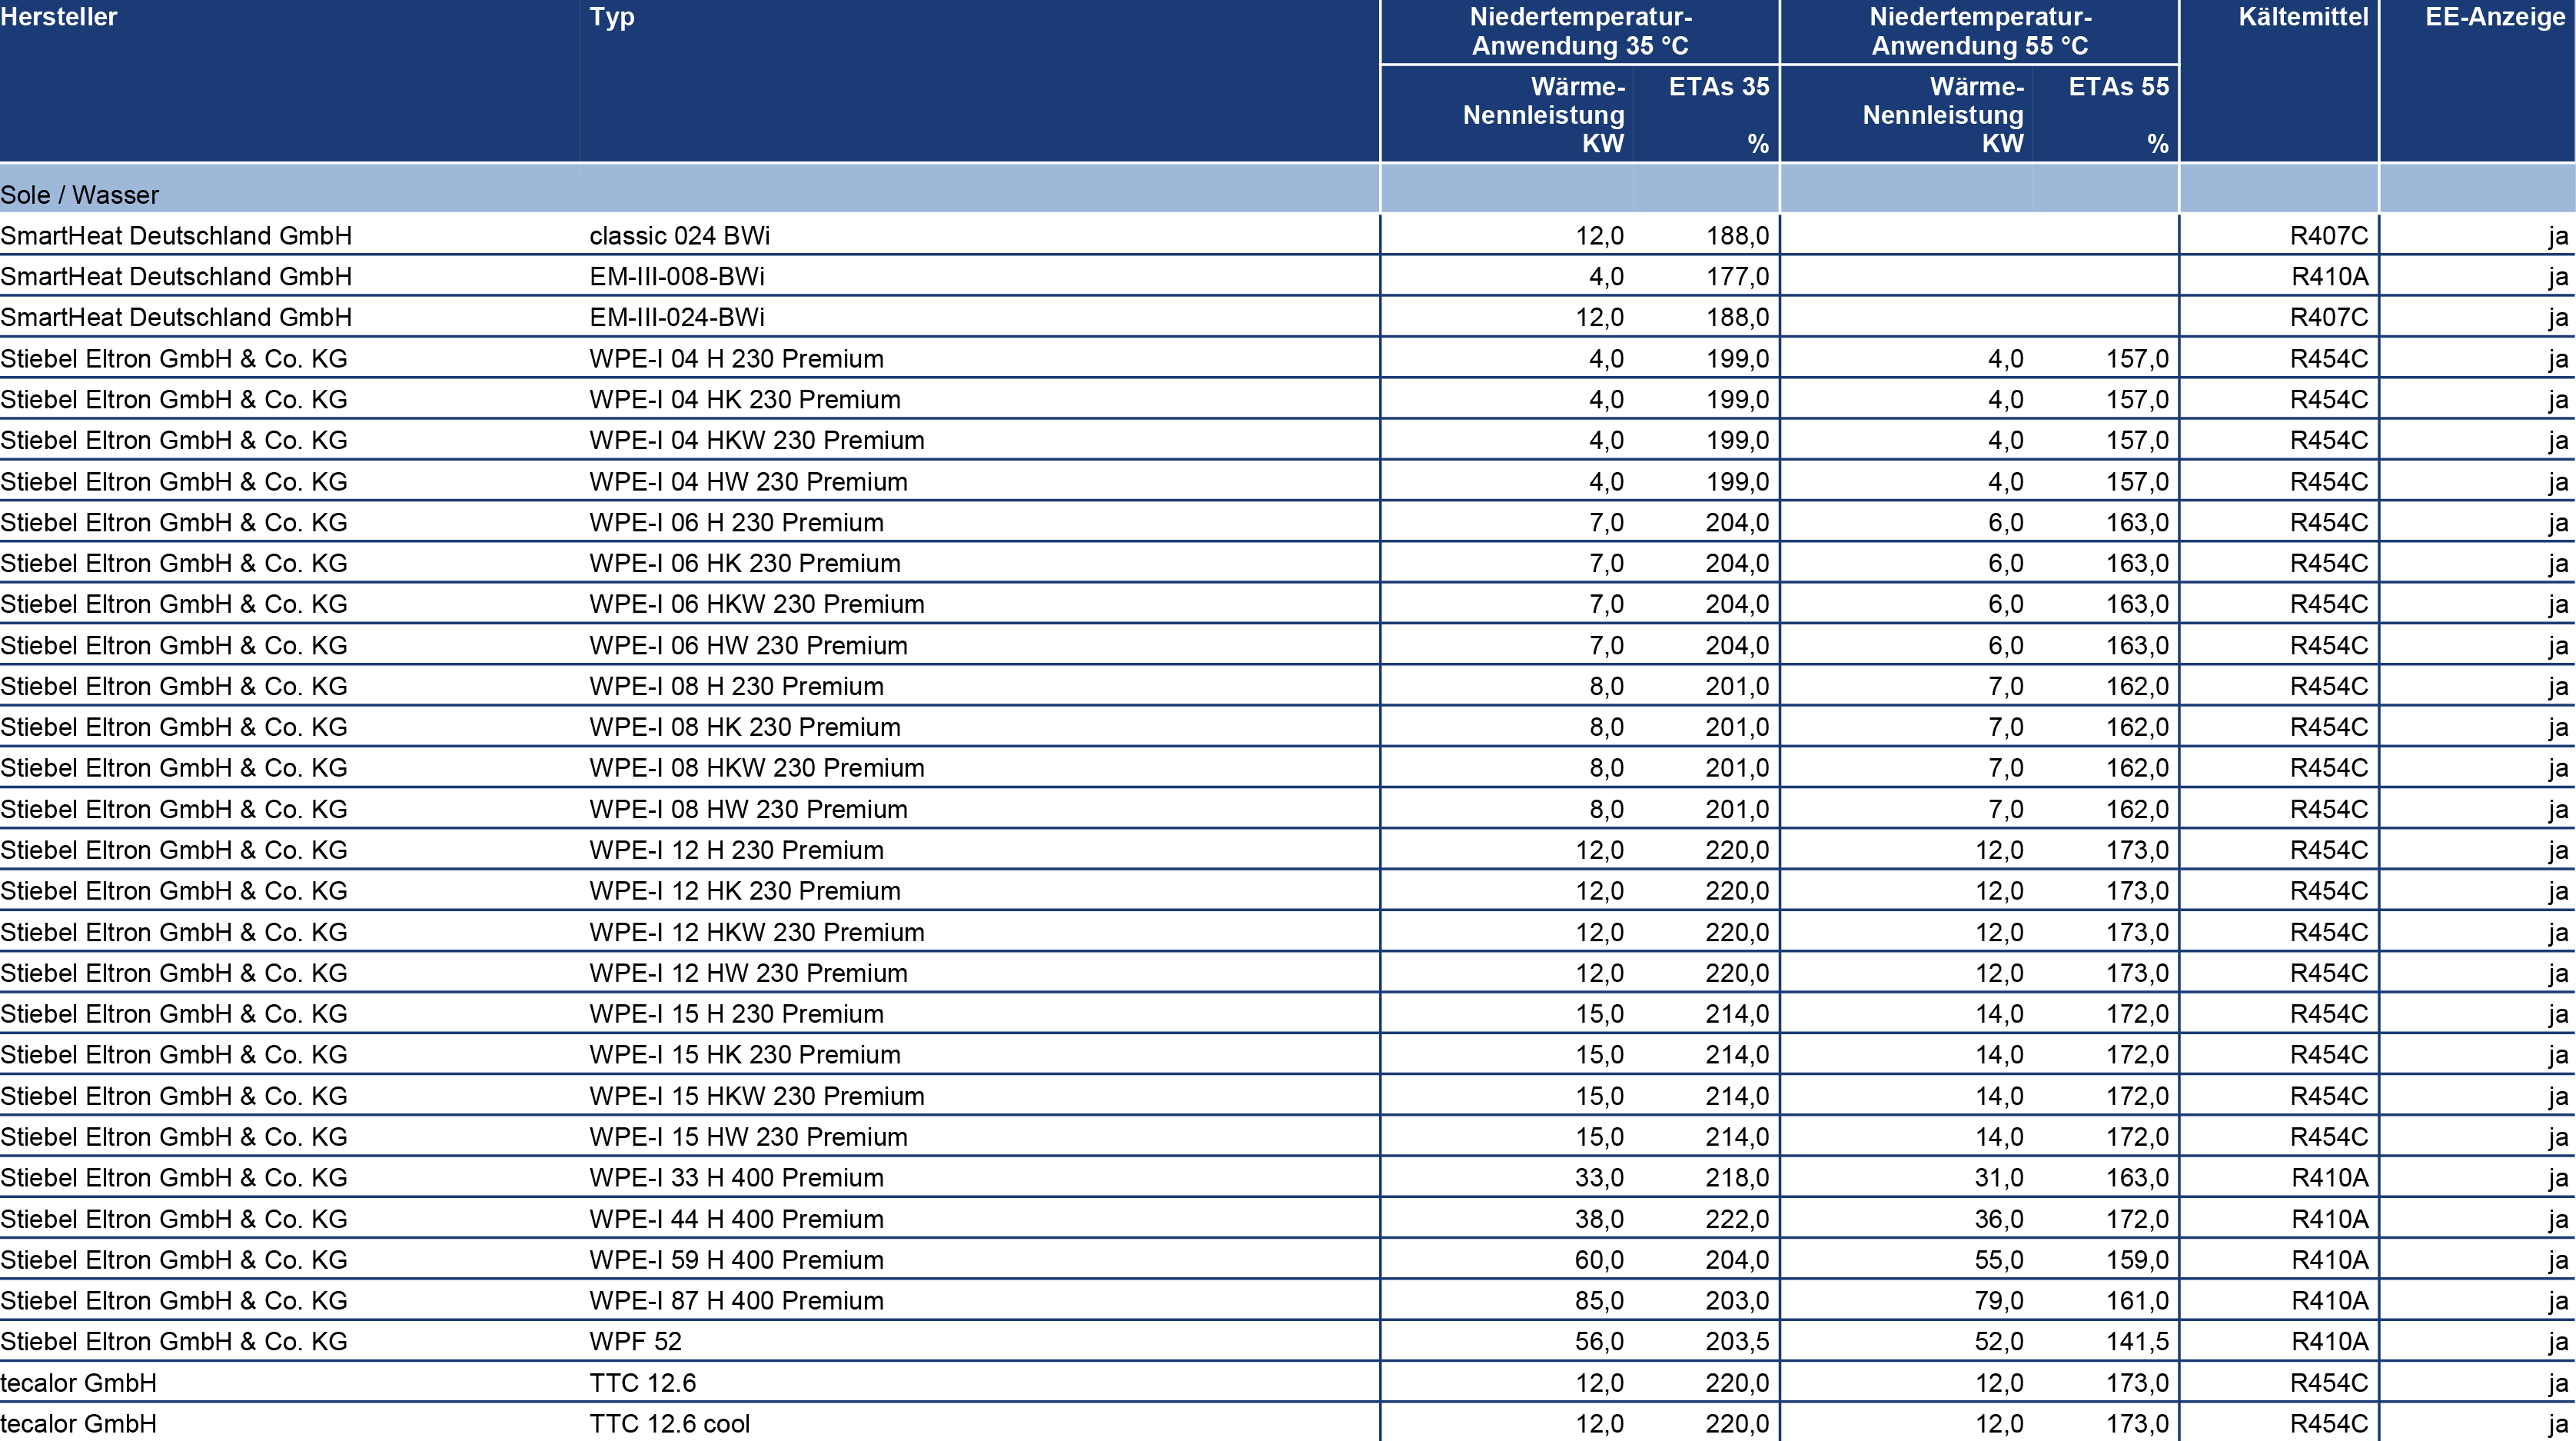 Hersteller Typ Niedertemperatur- Niedertemperatur- Kältemittel EE-Anzeige
Anwendung 35 °C Anwendung 55 °C
Wärme- ETAs 35 Wärme- ETAs 55
Nennleistung Nennleistung
KW % KW %
Sole / Wasser
SmartHeat Deutschland GmbH classic 024 BWi 12,0 188,0 R407C ja
SmartHeat Deutschland GmbH EM-III-008-BWi 4,0 177,0 R410A ja
SmartHeat Deutschland GmbH EM-III-024-BWi 12,0 188,0 R407C ja
Stiebel Eltron GmbH & Co. KG WPE-I 04 H 230 Premium 4,0 199,0 4,0 157,0 R454C ja
Stiebel Eltron GmbH & Co. KG WPE-I 04 HK 230 Premium 4,0 199,0 4,0 157,0 R454C ja
Stiebel Eltron GmbH & Co. KG WPE-I 04 HKW 230 Premium 4,0 199,0 4,0 157,0 R454C ja
Stiebel Eltron GmbH & Co. KG WPE-I 04 HW 230 Premium 4,0 199,0 4,0 157,0 R454C ja
Stiebel Eltron GmbH & Co. KG WPE-I 06 H 230 Premium 7,0 204,0 6,0 163,0 R454C ja
Stiebel Eltron GmbH & Co. KG WPE-I 06 HK 230 Premium 7,0 204,0 6,0 163,0 R454C ja
Stiebel Eltron GmbH & Co. KG WPE-I 06 HKW 230 Premium 7,0 204,0 6,0 163,0 R454C ja
Stiebel Eltron GmbH & Co. KG WPE-I 06 HW 230 Premium 7,0 204,0 6,0 163,0 R454C ja
Stiebel Eltron GmbH & Co. KG WPE-I 08 H 230 Premium 8,0 201,0 7,0 162,0 R454C ja
Stiebel Eltron GmbH & Co. KG WPE-I 08 HK 230 Premium 8,0 201,0 7,0 162,0 R454C ja
Stiebel Eltron GmbH & Co. KG WPE-I 08 HKW 230 Premium 8,0 201,0 7,0 162,0 R454C ja
Stiebel Eltron GmbH & Co. KG WPE-I 08 HW 230 Premium 8,0 201,0 7,0 162,0 R454C ja
Stiebel Eltron GmbH & Co. KG WPE-I 12 H 230 Premium 12,0 220,0 12,0 173,0 R454C ja
Stiebel Eltron GmbH & Co. KG WPE-I 12 HK 230 Premium 12,0 220,0 12,0 173,0 R454C ja
Stiebel Eltron GmbH & Co. KG WPE-I 12 HKW 230 Premium 12,0 220,0 12,0 173,0 R454C ja
Stiebel Eltron GmbH & Co. KG WPE-I 12 HW 230 Premium 12,0 220,0 12,0 173,0 R454C ja
Stiebel Eltron GmbH & Co. KG WPE-I 15 H 230 Premium 15,0 214,0 14,0 172,0 R454C ja
Stiebel Eltron GmbH & Co. KG WPE-I 15 HK 230 Premium 15,0 214,0 14,0 172,0 R454C ja
Stiebel Eltron GmbH & Co. KG WPE-I 15 HKW 230 Premium 15,0 214,0 14,0 172,0 R454C ja
Stiebel Eltron GmbH & Co. KG WPE-I 15 HW 230 Premium 15,0 214,0 14,0 172,0 R454C ja
Stiebel Eltron GmbH & Co. KG WPE-I 33 H 400 Premium 33,0 218,0 31,0 163,0 R410A ja
Stiebel Eltron GmbH & Co. KG WPE-I 44 H 400 Premium 38,0 222,0 36,0 172,0 R410A ja
Stiebel Eltron GmbH & Co. KG WPE-I 59 H 400 Premium 60,0 204,0 55,0 159,0 R410A ja
Stiebel Eltron GmbH & Co. KG WPE-I 87 H 400 Premium 85,0 203,0 79,0 161,0 R410A ja
Stiebel Eltron GmbH & Co. KG WPF 52 56,0 203,5 52,0 141,5 R410A ja
tecalor GmbH TTC 12.6 12,0 220,0 12,0 173,0 R454C ja
tecalor GmbH TTC 12.6 cool 12,0 220,0 12,0 173,0 R454C ja